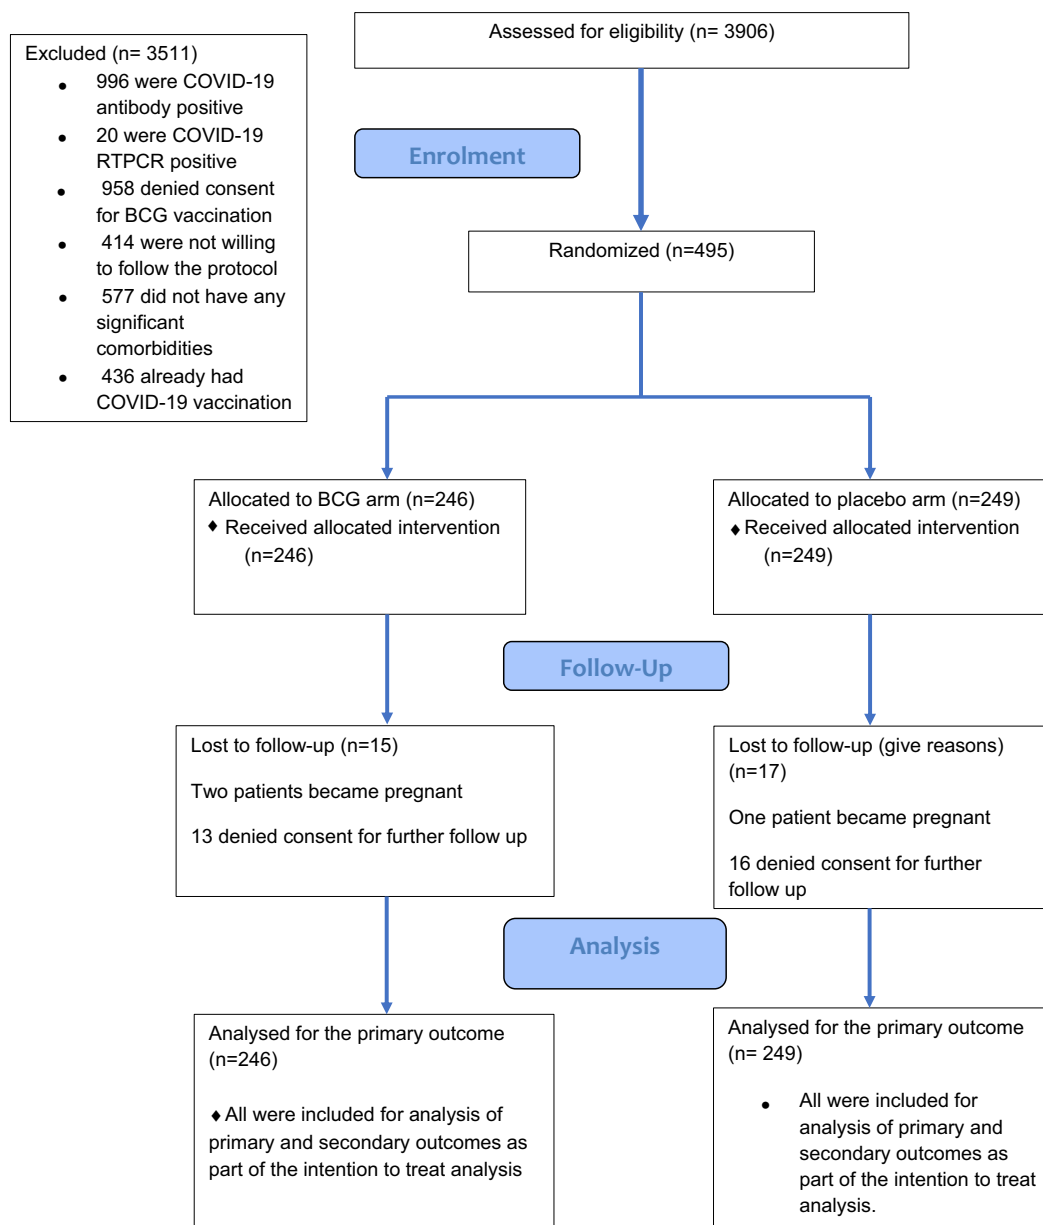 Assessed for eligibility (n= 3906)
Excluded (n= 3511)
• 996 were COVID-19
antibody positive
• 20 were COVID-19
RTPCR positive
• 958 denied consent
for BCG vaccination
• 414 were not willing
to follow the protocol
• 577 did not have any
significant
comorbidities
• 436 already had
COVID-19 vaccination
Enrolment
Randomized (n=495)
Allocated to BCG arm (n=246)
♦ Received allocated intervention
(n=246)
Allocated to placebo arm (n=249)
♦ Received allocated intervention
(n=249)
Follow-Up
Lost to follow-up (n=15)
Two patients became pregnant
13 denied consent for further follow up
Lost to follow-up (give reasons)
(n=17)
One patient became pregnant
16 denied consent for further
follow up
Analysis
Analysed for the primary outcome
(n=246)
♦ All were included for analysis of
primary and secondary outcomes as
part of the intention to treat analysis
Analysed for the primary outcome
(n= 249)
• All were included for
analysis of primary and
secondary outcomes as
part of the intention to treat
analysis.